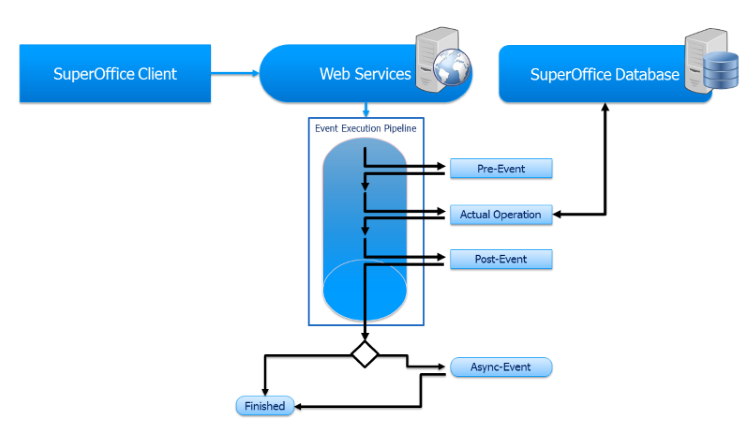 SuperOffice Client
Web Services
SuperOffice Database
Event Execution Pipeline
Pre-Event
Actual Operation
Post-Event
Async-Event
Finished